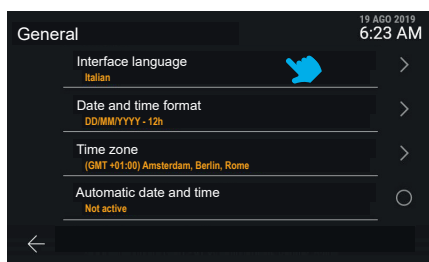 19 AGO 2019
General
6:23 AM
Interface language
Italian
Date and time format
DD/MM/YYYY - 12h
Time zone
(GMT +01:00) Amsterdam, Berlin, Rome
Automatic date and time
Not active